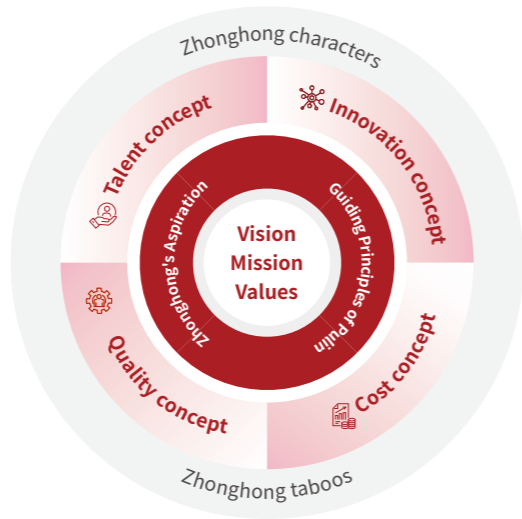 Zhonghong characters
Talent concept
Innovation concept
Zhonghong's Aspiration
Guiding Principles of Pulin
Vision
Mission
Values
Quality concept
Cost concept
Zhonghong taboos